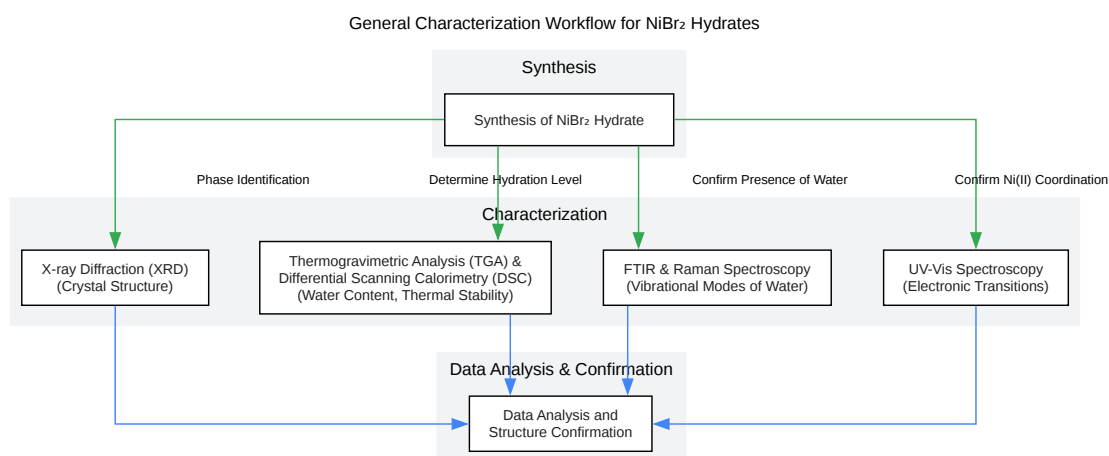 General Characterization Workflow for NiBr₂ Hydrates
Synthesis
Synthesis of NiBr₂ Hydrate
Phase Identification
Determine Hydration Level
Confirm Presence of Water
Confirm Ni(II) Coordination
Characterization
X-ray Diffraction (XRD)
(Crystal Structure)
Thermogravimetric Analysis (TGA) &
Differential Scanning Calorimetry (DSC)
(Water Content, Thermal Stability)
FTIR & Raman Spectroscopy
(Vibrational Modes of Water)
UV-Vis Spectroscopy
(Electronic Transitions)
Data Analysis & Confirmation
Data Analysis and
Structure Confirmation